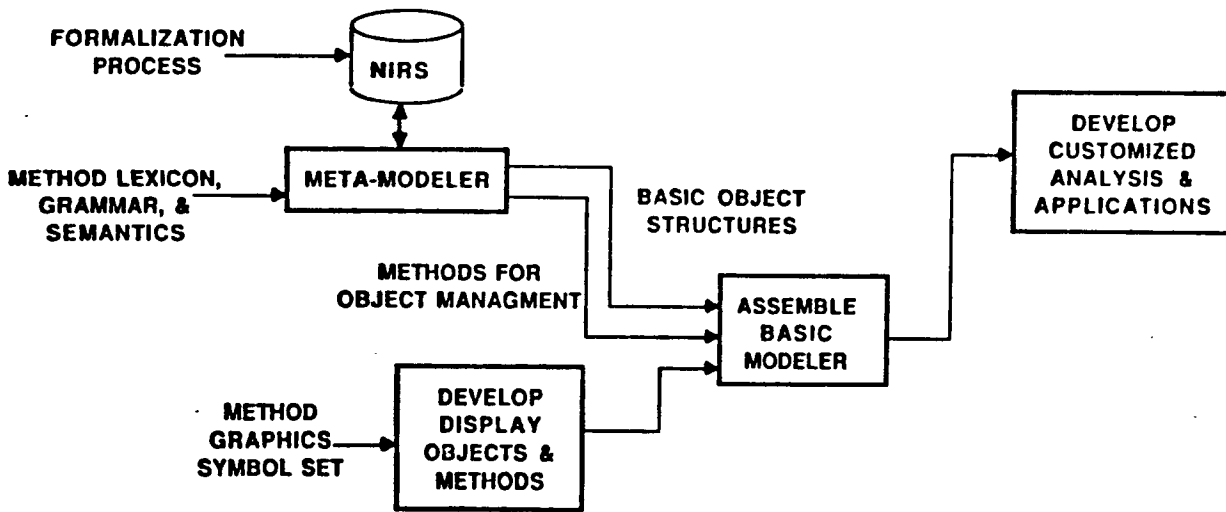 FORMALIZATION
PROCESS
NIRS
METHOD LEXICON,
GRAMMAR, &
SEMANTICS
META-MODELER
BASIC OBJECT
STRUCTURES
METHODS FOR
OBJECT MANAGMENT
DEVELOP
CUSTOMIZED
ANALYSIS &
APPLICATIONS
ASSEMBLE
BASIC
MODELER
METHOD
GRAPHICS
SYMBOL SET
DEVELOP
DISPLAY
OBJECTS &
METHODS